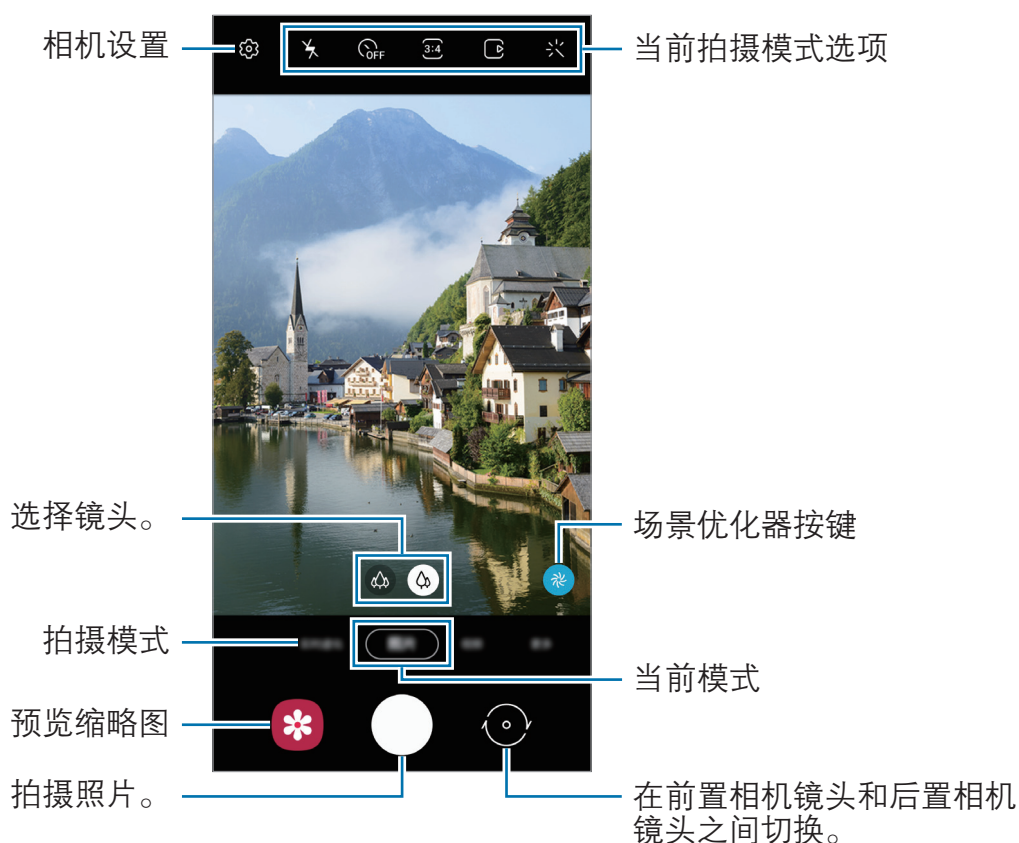 相机设置
OFF
3:4
当前拍摄模式选项
选择镜头。
场景优化器按键
拍摄模式
当前模式
预览缩略图
拍摄照片。
在前置相机镜头和后置相机
镜头之间切换。